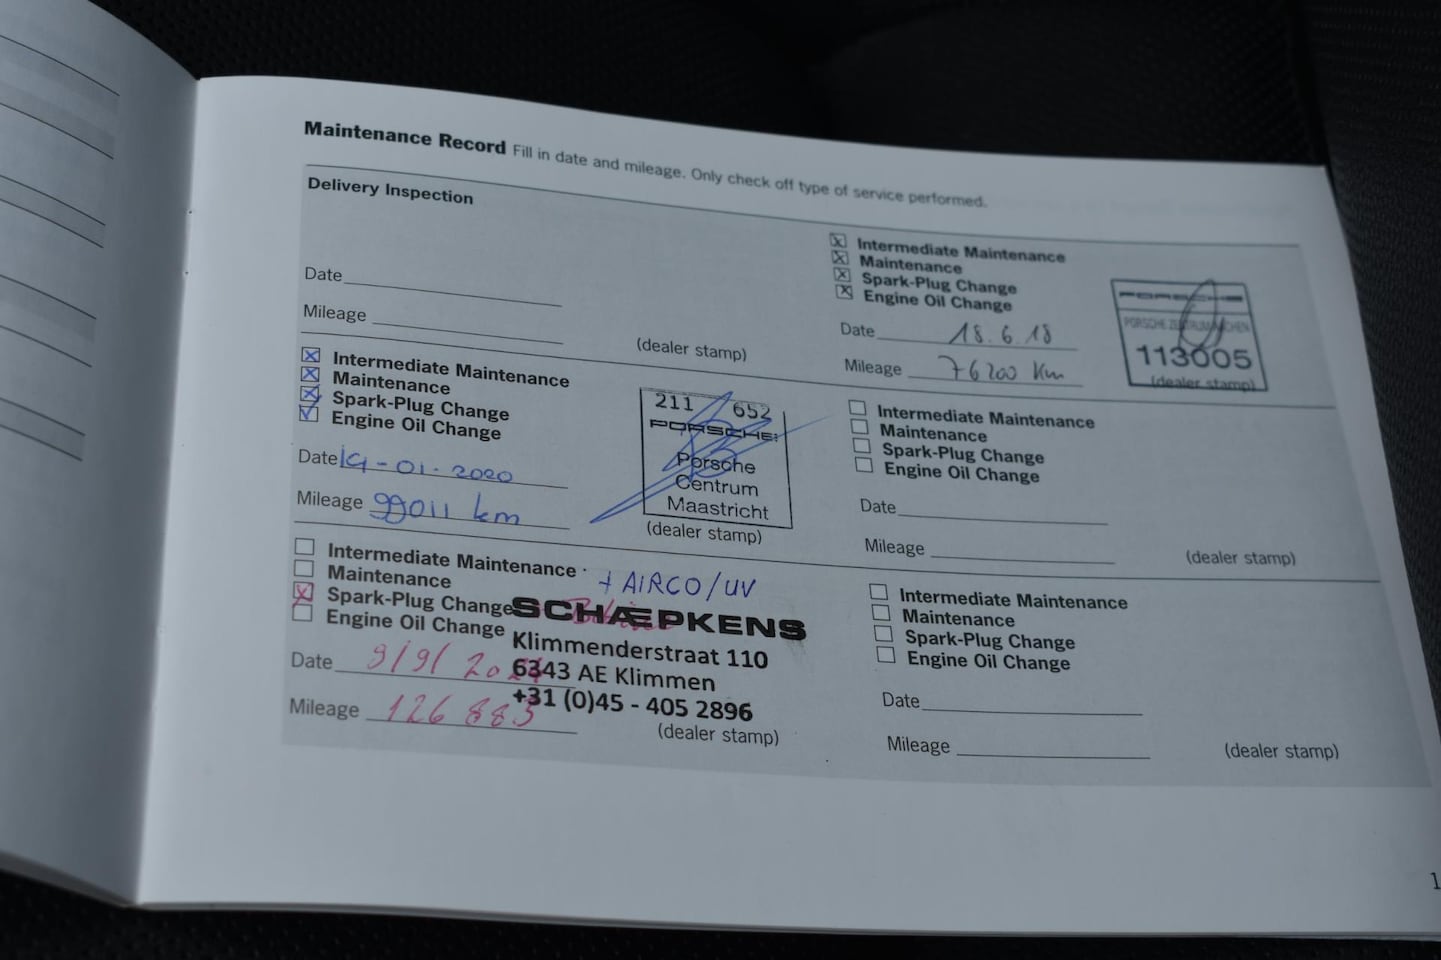 Maintenance Record Fill in date and mileage. Only check off type of service performed.
Delivery Inspection
Date
Mileage
(dealer stamp)
Intermediate Maintenance
Maintenance
Spark-Plug Change
Engine Oil Change
Date 18.6.18
Mileage 76200 Km
PORSCHE
PORSCHE ZENTRUM AACHEN
113005
(dealer stamp)
Intermediate Maintenance
Maintenance
Spark-Plug Change
Engine Oil Change
Date 19-01-2020
Mileage 99011 km
211 652
PORSCHE
Porsche
Centrum
Maastricht
(dealer stamp)
Intermediate Maintenance
Maintenance
Spark-Plug Change
Engine Oil Change
Date
Mileage
(dealer stamp)
Intermediate Maintenance
Maintenance
Spark-Plug Change
Engine Oil Change
+ AIRCO/UV
Date 9/9/
Mileage 126 883
SCHÆPKENS
Klimmenderstraat 110
6343 AE Klimmen
+31 (0)45 - 405 2896
(dealer stamp)
Intermediate Maintenance
Maintenance
Spark-Plug Change
Engine Oil Change
Date
Mileage
(dealer stamp)